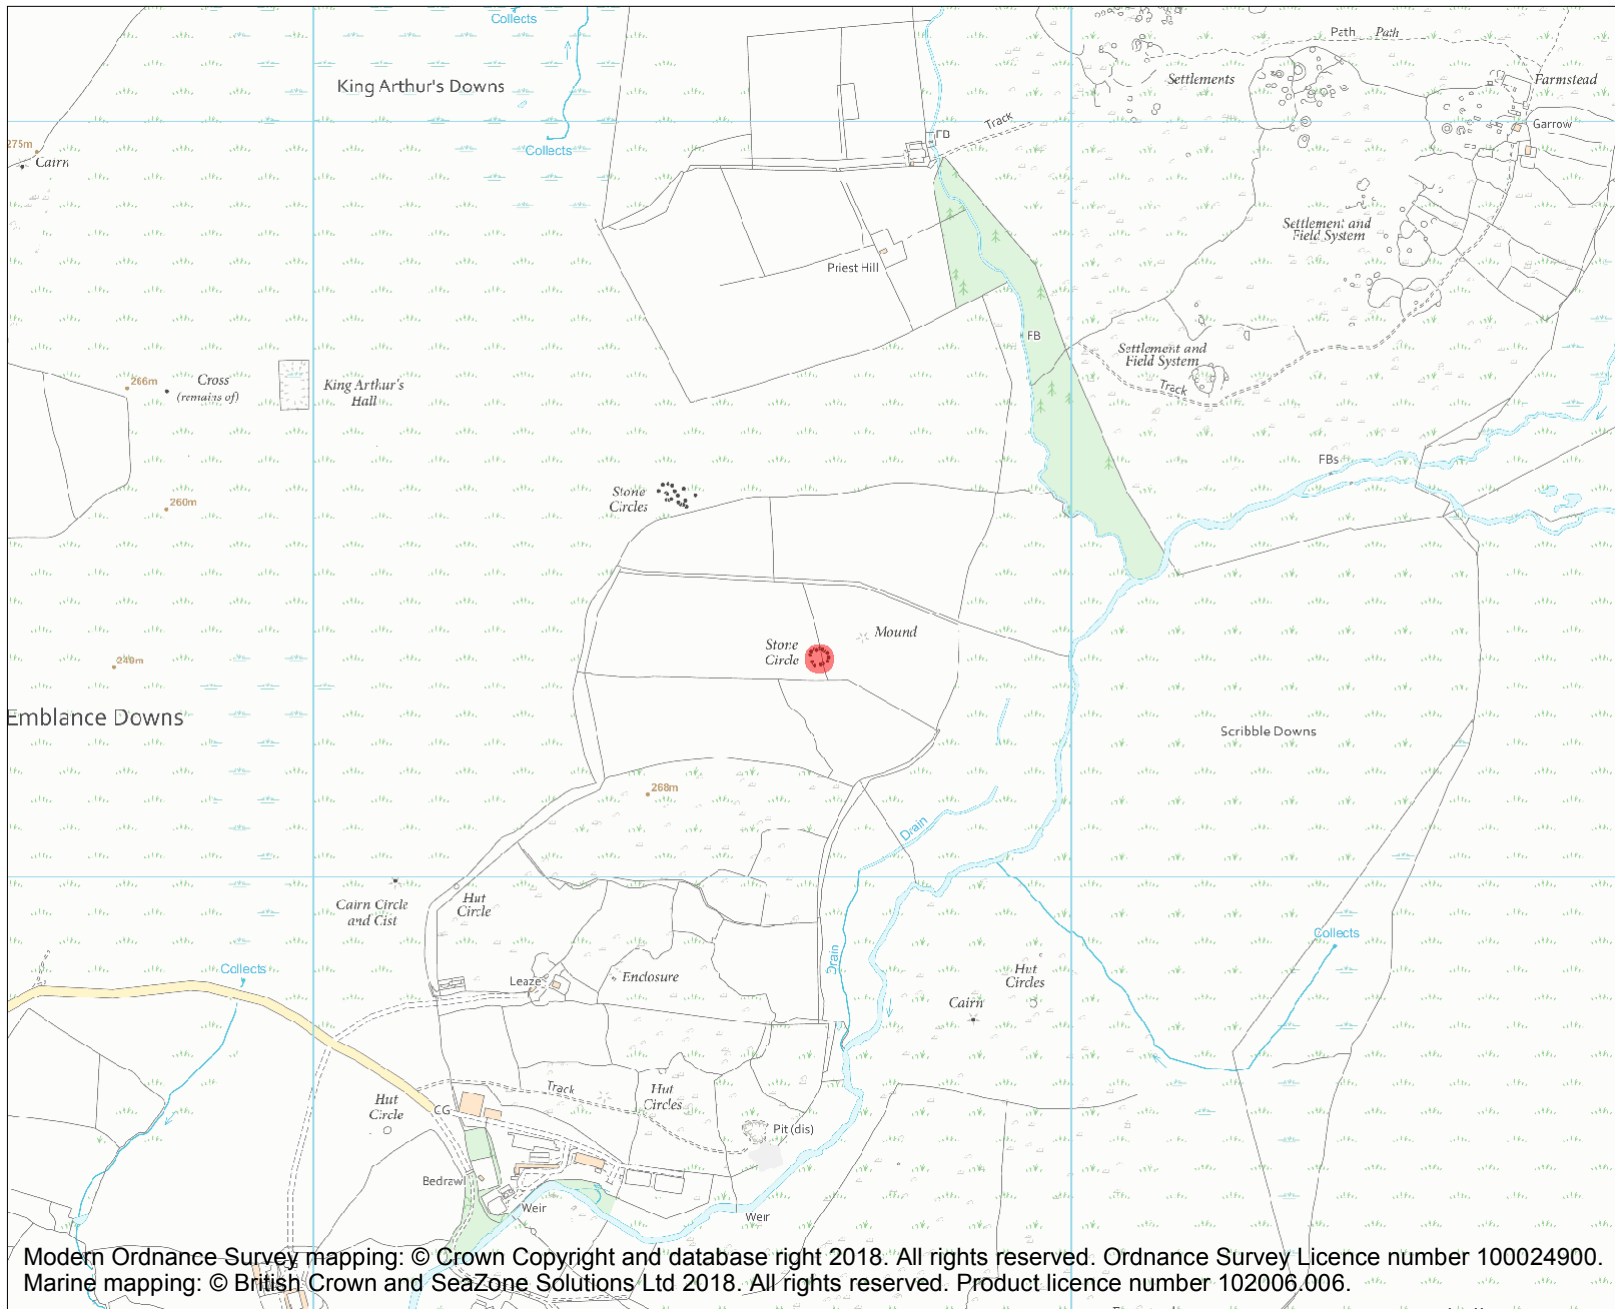 Collects
Path Path
King Arthur's Downs
Settlements
Farmstead
Track
Garrow
275m
Cairn
Collects
Settlement and
Field System
Priest Hill
FB
Settlement and
Field System
Track
266m
Cross
(remains of)
King Arthur's
Hall
FBs
Stone
Circles
260m
Mound
Stone
Circle
Emblance Downs
Scribble Downs
268m
Drain
Hut
Circle
Cairn Circle
and Cist
Collects
Drain
Collects
Leaze
Enclosure
Hut
Circles
Cairn
Track
Hut
Circles
Hut
Circle
CG
Pit (dis)
Bedrawl
Weir
Weir
Modern Ordnance Survey mapping: © Crown Copyright and database right 2018. All rights reserved. Ordnance Survey Licence number 100024900.
Marine mapping: © British Crown and SeaZone Solutions Ltd 2018. All rights reserved. Product licence number 102006.006.